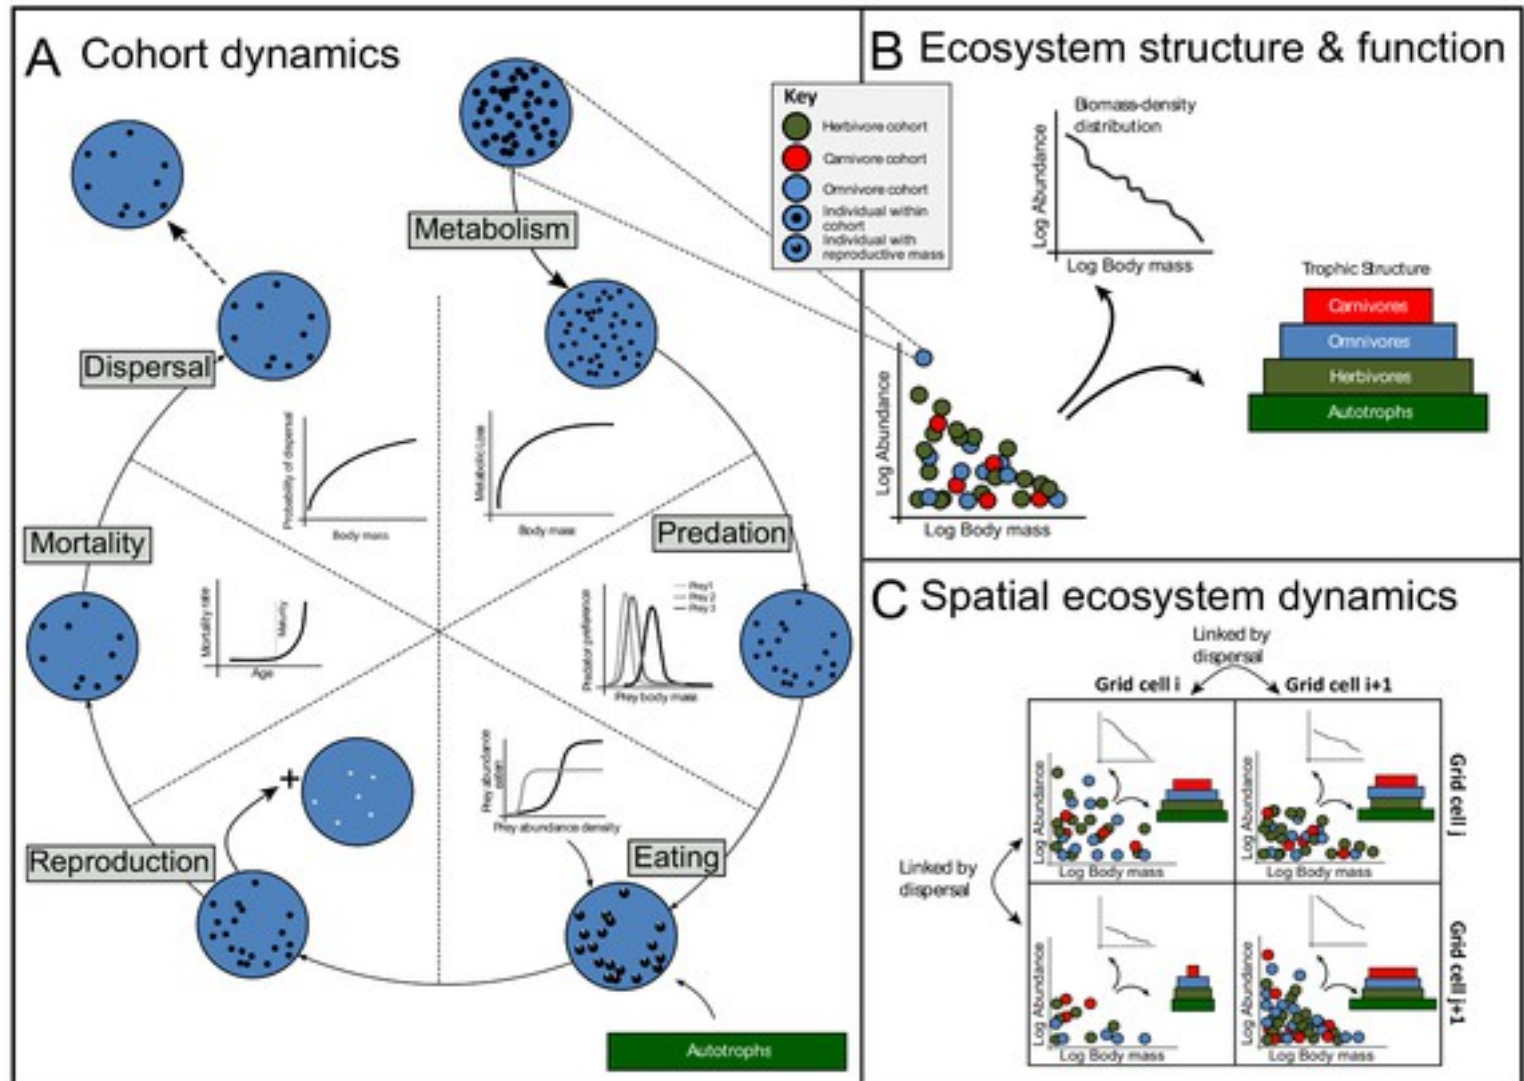 A Cohort dynamics
Metabolism
Predation
Eating
Reproduction
Mortality
Dispersal
Probability of dispersal
Body mass
Metabolic Loss
Body mass
Mortality rate
Maturity
Age
Predator preference
Prey 1
Prey 2
Prey 3
Prey body mass
Prey abundance
eaten
Prey abundance density
+
Autotrophs
Key
Herbivore cohort
Carnivore cohort
Omnivore cohort
Individual within
cohort
Individual with
reproductive mass
B Ecosystem structure & function
Biomass-density
distribution
Log Abundance
Log Body mass
Trophic Structure
Carnivores
Omnivores
Herbivores
Autotrophs
Log Abundance
Log Body mass
C Spatial ecosystem dynamics
Linked by
dispersal
Grid cell i
Grid cell i+1
Grid cell j
Log Abundance
Log Body mass
Log Abundance
Log Body mass
Linked by
dispersal
Grid cell j+1
Log Abundance
Log Body mass
Log Abundance
Log Body mass